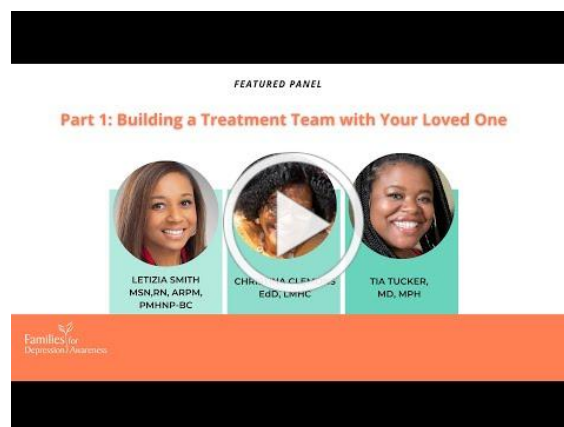 FEATURED PANEL
Part 1: Building a Treatment Team with Your Loved One
LETIZIA SMITH
MSN,RN, ARPM,
PMHNP-BC
EdD, LMHC
TIA TUCKER,
MD, MPH
Families for
Depression Awareness